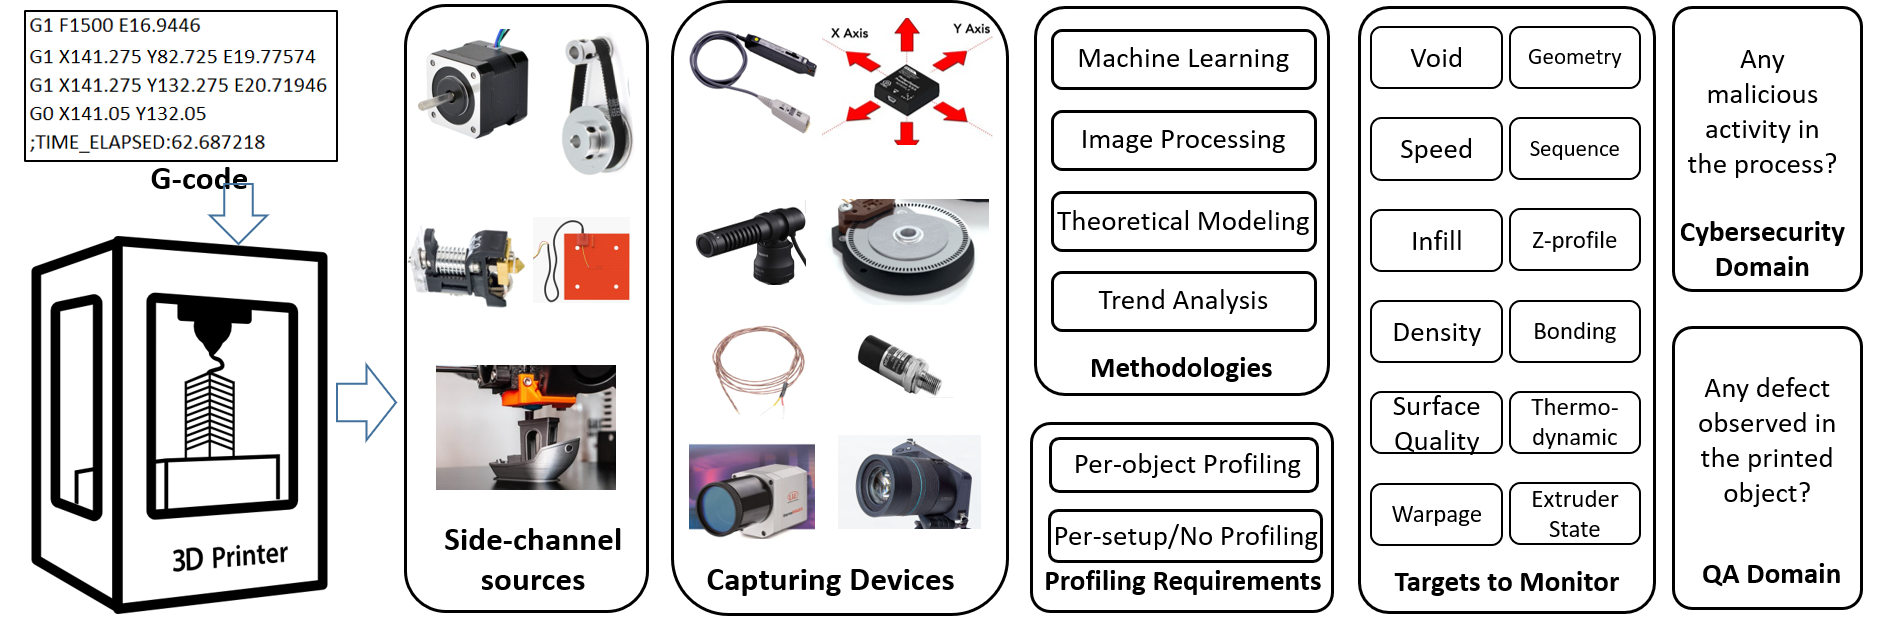 G1 F1500 E16.9446
G1 X141.275 Y82.725 E19.77574
G1 X141.275 Y132.275 E20.71946
G0 X141.05 Y132.05
;TIME_ELAPSED:62.687218
G-code
3D Printer
Side-channel
sources
X Axis
Y Axis
Capturing Devices
Machine Learning
Image Processing
Theoretical Modeling
Trend Analysis
Methodologies
Per-object Profiling
Per-setup/No Profiling
Profiling Requirements
Void
Geometry
Speed
Sequence
Infill
Z-profile
Density
Bonding
Surface
Quality
Thermo-
dynamic
Warpage
Extruder
State
Targets to Monitor
Any
malicious
activity in
the process?
Cybersecurity
Domain
Any defect
observed in
the printed
object?
QA Domain